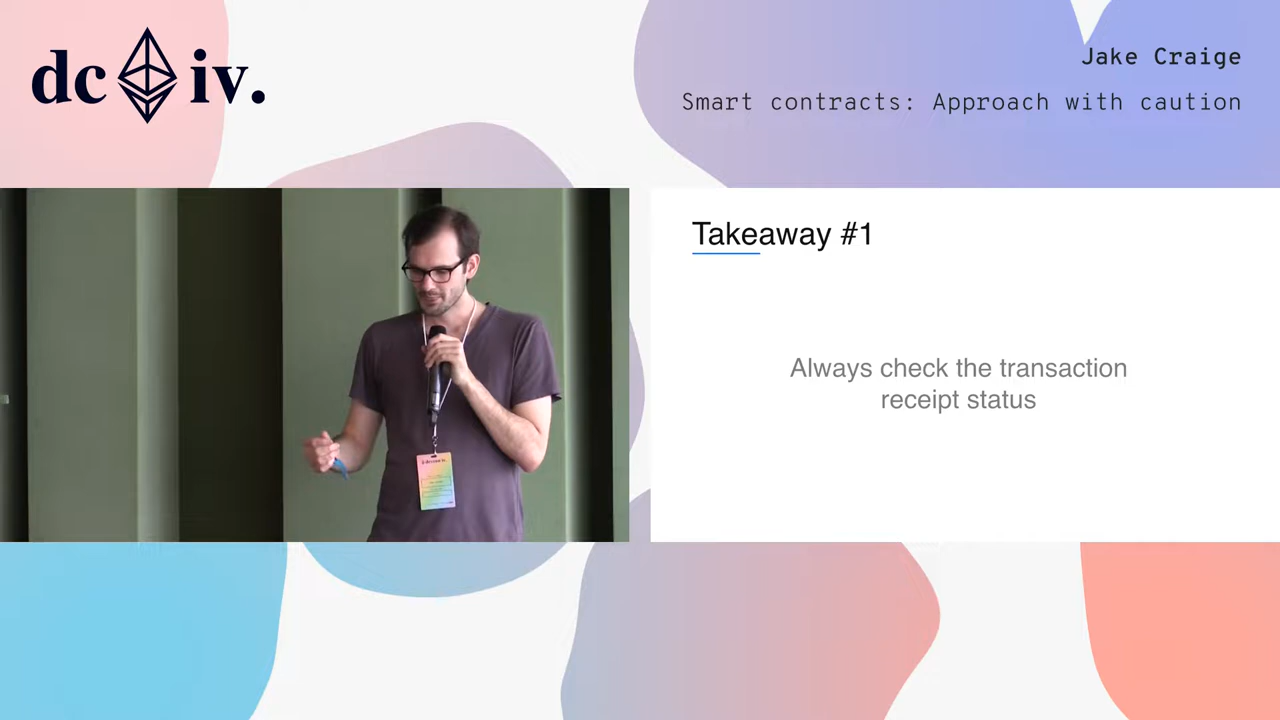 dc iv.
Jake Craige
Smart contracts: Approach with caution
Takeaway #1
Always check the transaction
receipt status